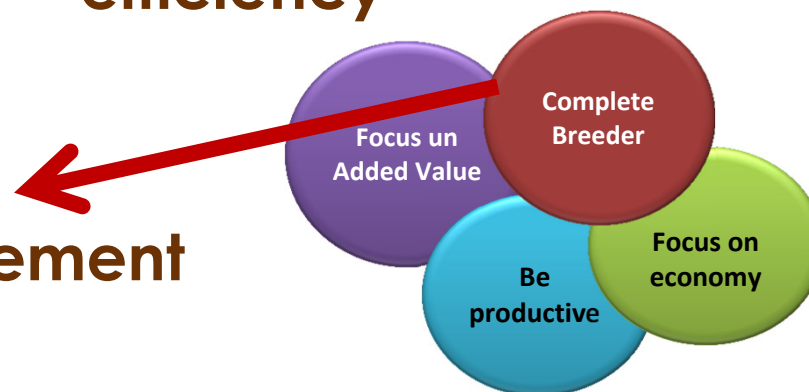 efficiency
Complete
Breeder
Focus un
Added Value
ement
Focus on
economy
Be
productive